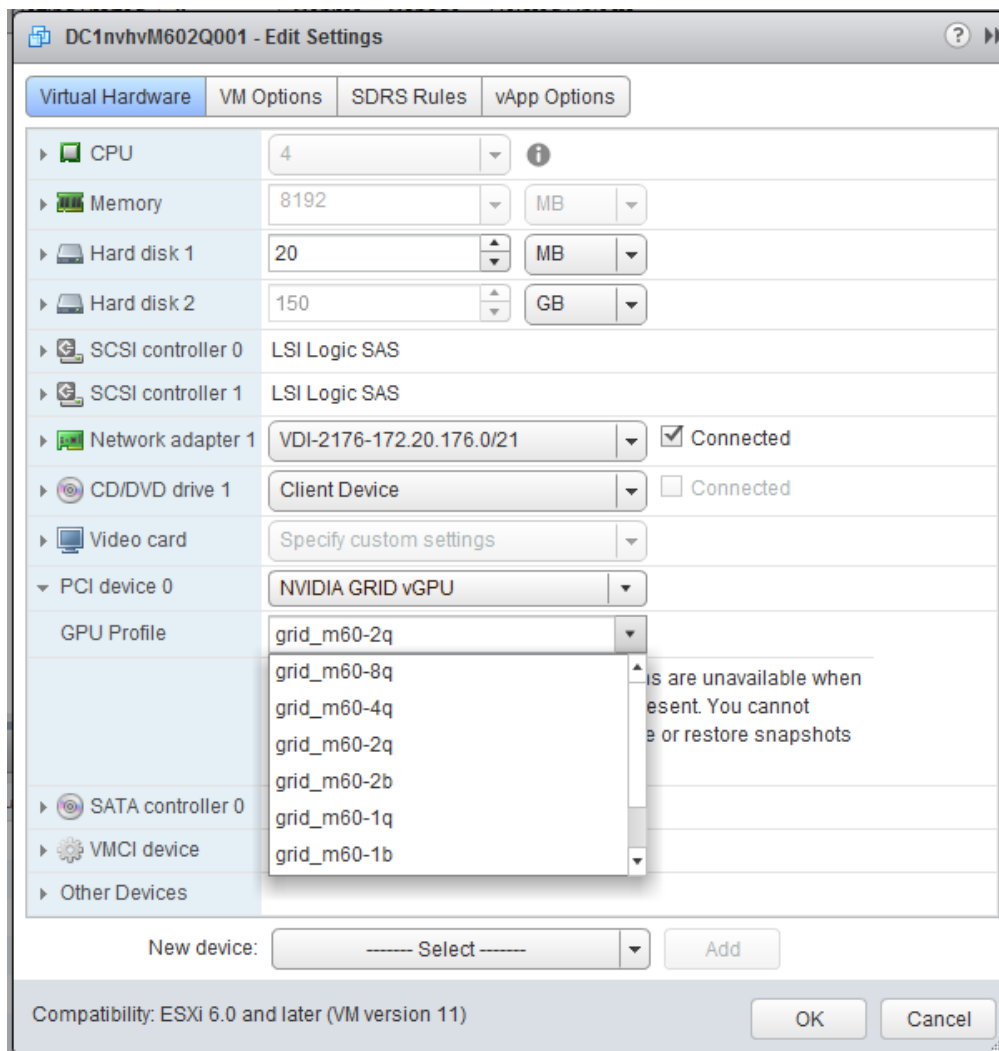 DC1nvhvM602Q001 - Edit Settings
Virtual Hardware VM Options SDRS Rules vApp Options
CPU 4
Memory 8192 MB
Hard disk 1 20 MB
Hard disk 2 150 GB
SCSI controller 0 LSI Logic SAS
SCSI controller 1 LSI Logic SAS
Network adapter 1 VDI-2176-172.20.176.0/21 Connected
CD/DVD drive 1 Client Device Connected
Video card Specify custom settings
PCI device 0 NVIDIA GRID vGPU
GPU Profile grid_m60-2q
grid_m60-8q
are unavailable when
grid_m60-4q
You cannot
grid_m60-2q
or restore snapshots
grid_m60-2b
SATA controller 0 grid_m60-1q
VMCI device grid_m60-1b
Other Devices
New device: ------- Select ------- Add
Compatibility: ESXi 6.0 and later (VM version 11) OK Cancel